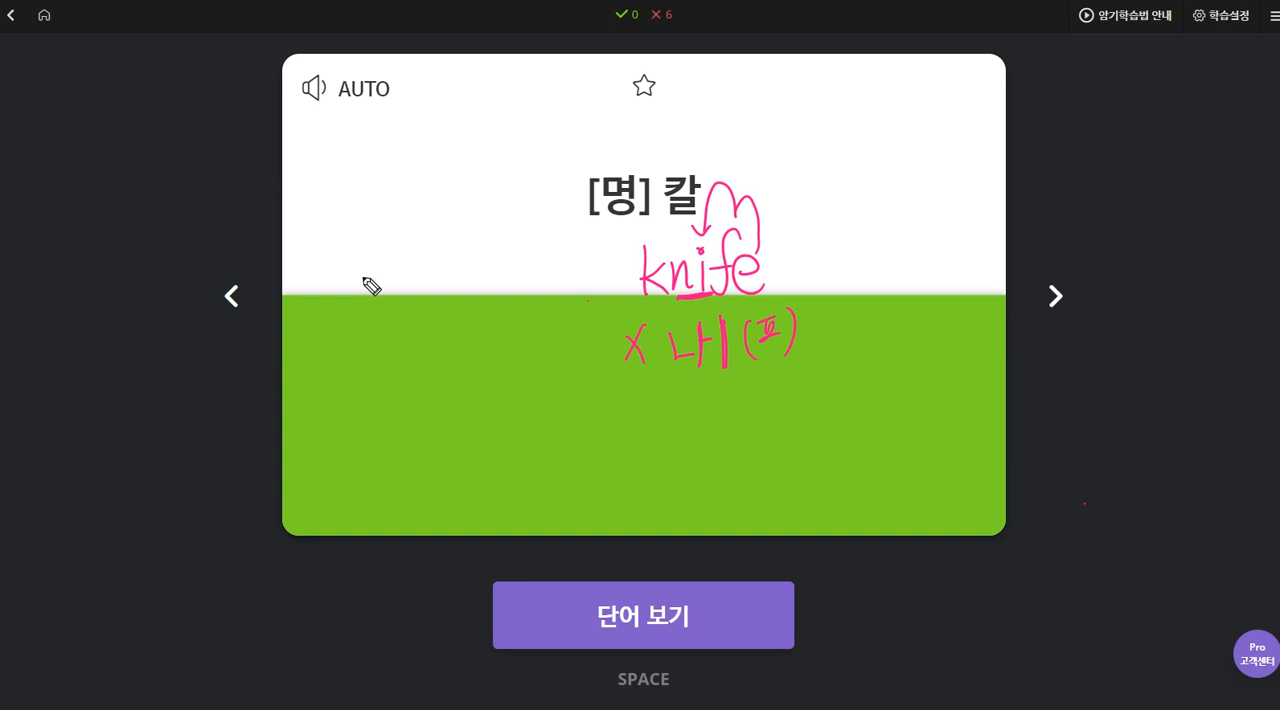 0 6 암기학습법 안내 학습설정
AUTO
[명] 칼
knife
x 나 (프)
단어 보기
SPACE
Pro
고객센터